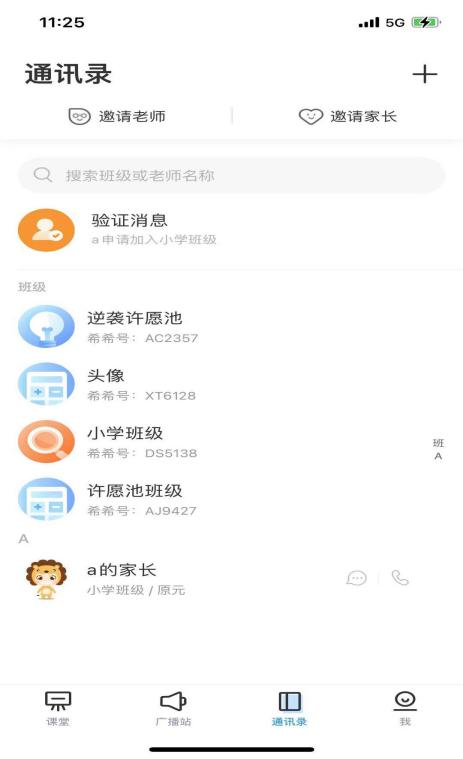 11:25
5G
通讯录
邀请老师
邀请家长
搜索班级或老师名称
验证消息
a申请加入小学班级
班级
逆袭许愿池
希希号：AC2357
头像
希希号：XT6128
小学班级
希希号：DS5138
班
A
许愿池班级
希希号：AJ9427
A
a的家长
小学班级 / 原元
课堂
广播站
通讯录
我